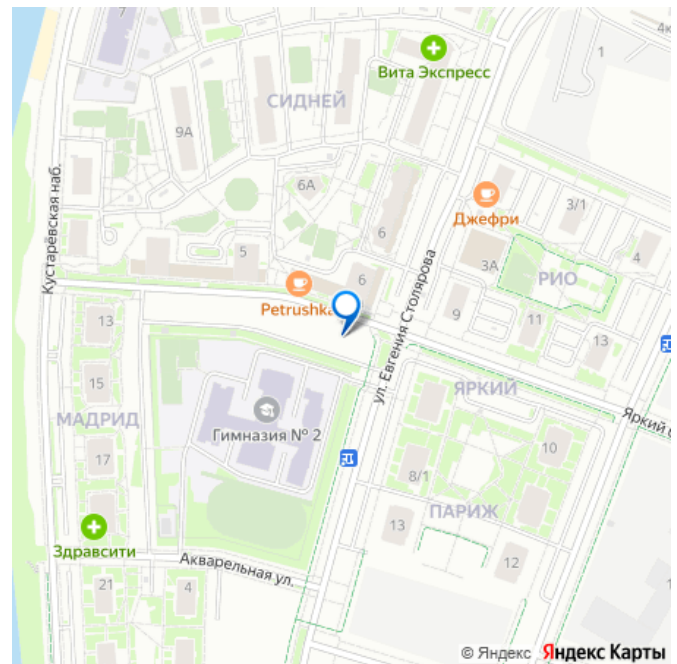 7
4к
1
Вита Экспресс
СИДНЕЙ
9А
6А
Кустарёвская наб.
Джефри
3/1
6
5
3А
4
РИО
6
Petrushka
ул. Евгения Столярова
9
11
13
13
15
ЯРКИЙ
Яркий
МАДРИД
Гимназия № 2
17
10
8/1
ПАРИЖ
13
Здравсити
12
Акварельная ул.
21
4
1
© Яндекс Яндекс Карты